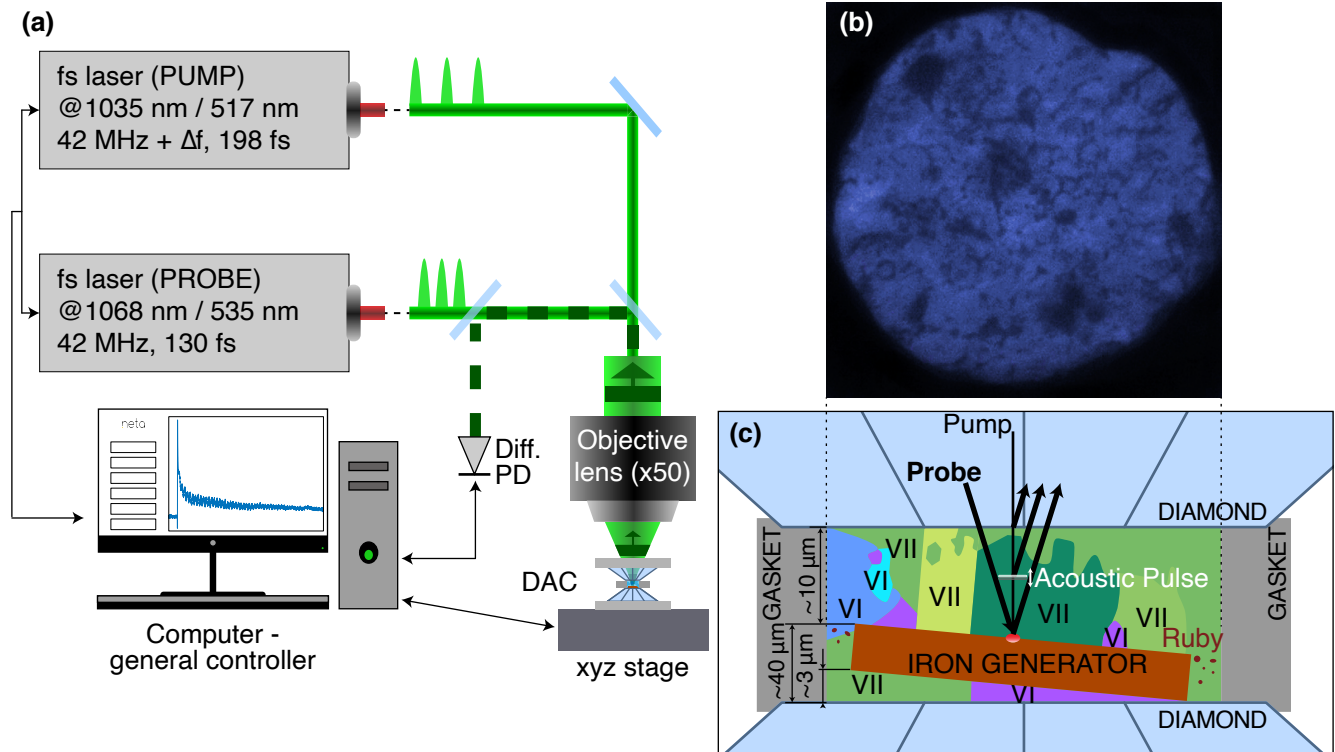 (a)
fs laser (PUMP)
@1035 nm / 517 nm
42 MHz + Δf, 198 fs
fs laser (PROBE)
@1068 nm / 535 nm
42 MHz, 130 fs
neta
Computer -
general controller
Diff.
PD
Objective
lens (x50)
DAC
xyz stage
(b)
(c)
Pump
Probe
DIAMOND
GASKET
~ 10 µm
VII
VI
VI
VII
Acoustic Pulse
VII
VII
VI
Ruby
GASKET
~40 µm
~3 µm
IRON GENERATOR
VII
VI
DIAMOND